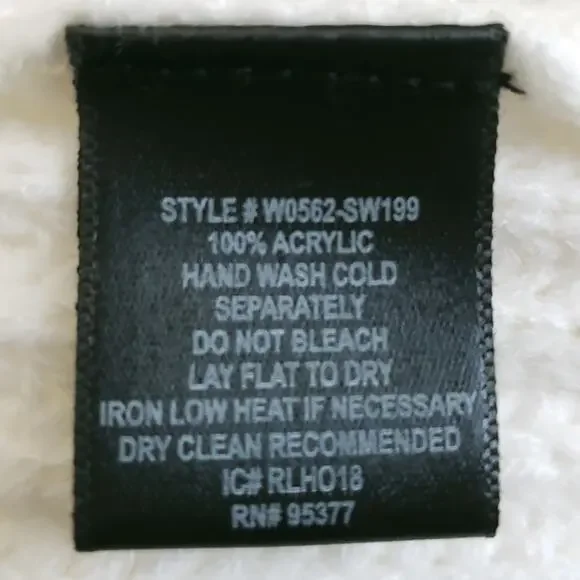 STYLE # W0562-SW199
100% ACRYLIC
HAND WASH COLD
SEPARATELY
DO NOT BLEACH
LAY FLAT TO DRY
IRON LOW HEAT IF NECESSARY
DRY CLEAN RECOMMENDED
IC# RLHO18
RN# 95377